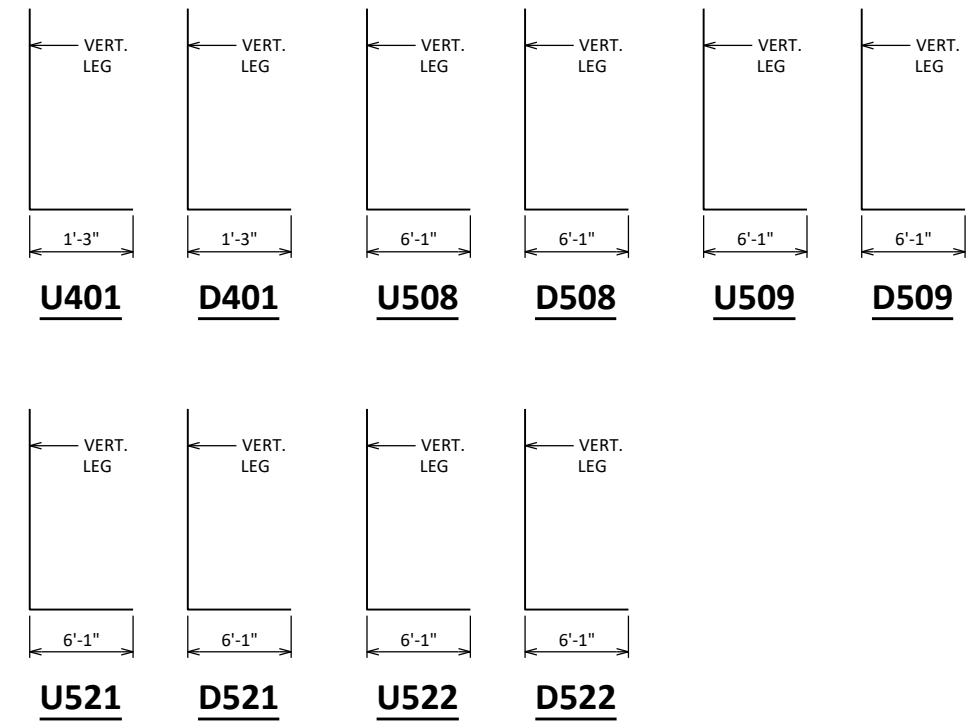 VERT. LEG VERT. LEG VERT. LEG VERT. LEG VERT. LEG VERT. LEG
1'-3" 1'-3" 6'-1" 6'-1" 6'-1" 6'-1"
U401 D401 U508 D508 U509 D509
VERT. LEG VERT. LEG VERT. LEG VERT. LEG
6'-1" 6'-1" 6'-1" 6'-1"
U521 D521 U522 D522